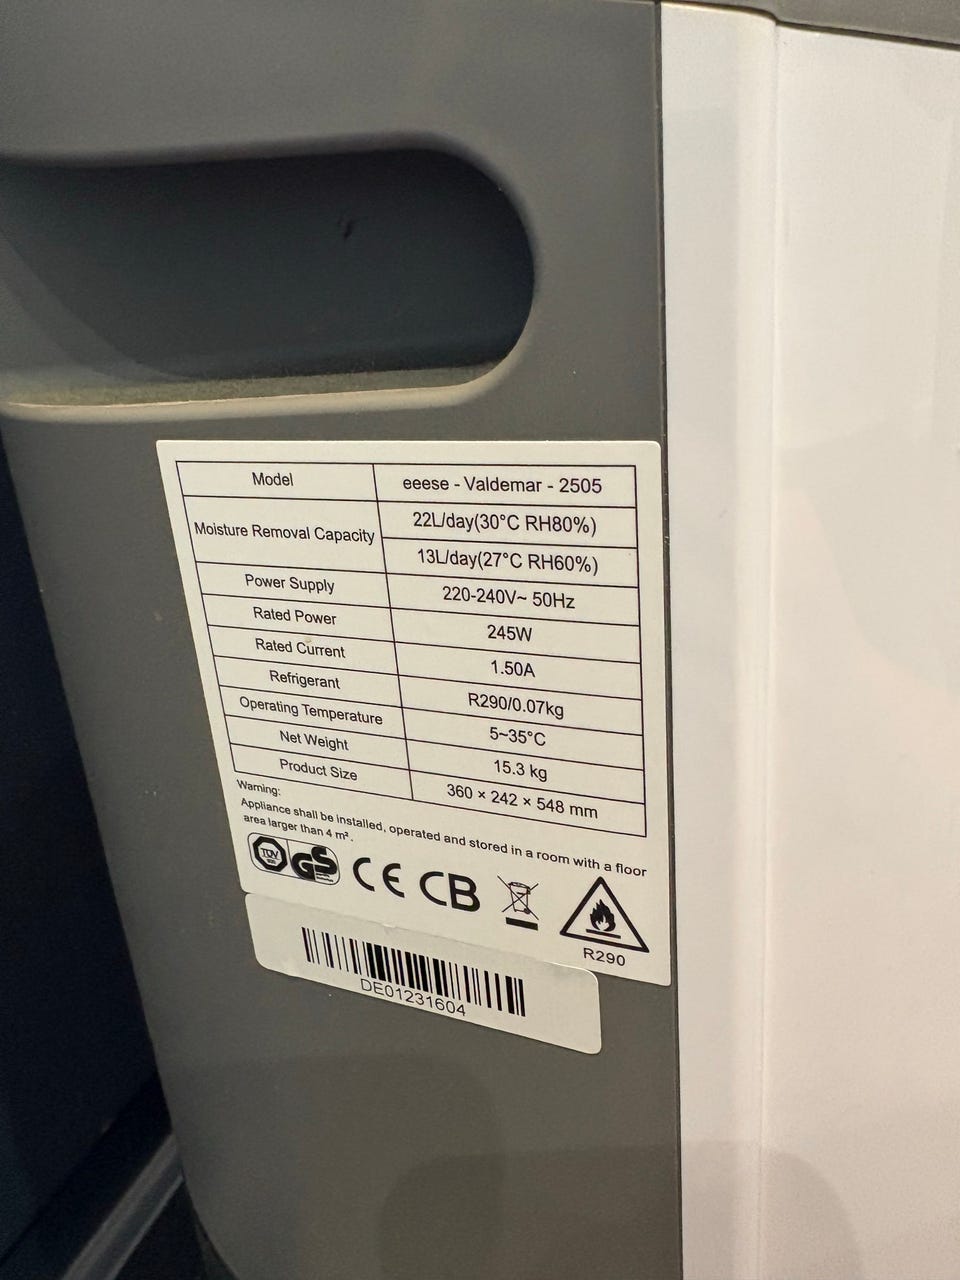 Model eeese - Valdemar - 2505
Moisture Removal Capacity 22L/day(30°C RH80%)
13L/day(27°C RH60%)
Power Supply 220-240V~ 50Hz
Rated Power 245W
Rated Current 1.50A
Refrigerant R290/0.07kg
Operating Temperature 5~35°C
Net Weight 15.3 kg
Product Size 360 × 242 × 548 mm
Warning:
Appliance shall be installed, operated and stored in a room with a floor
area larger than 4 m².
TÜV GS CE CB
R290
DE01231604